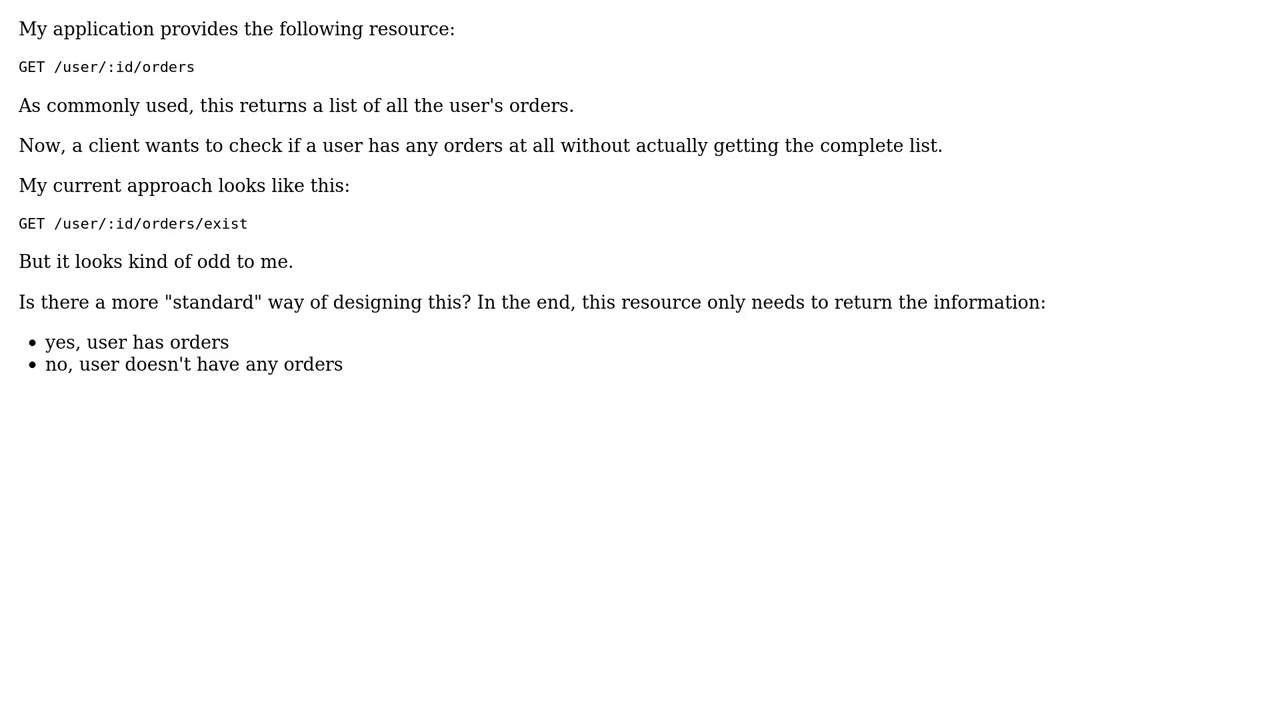 My application provides the following resource:
GET /user/:id/orders
As commonly used, this returns a list of all the user's orders.
Now, a client wants to check if a user has any orders at all without actually getting the complete list.
My current approach looks like this:
GET /user/:id/orders/exist
But it looks kind of odd to me.
Is there a more "standard" way of designing this? In the end, this resource only needs to return the information:
• yes, user has orders
• no, user doesn't have any orders